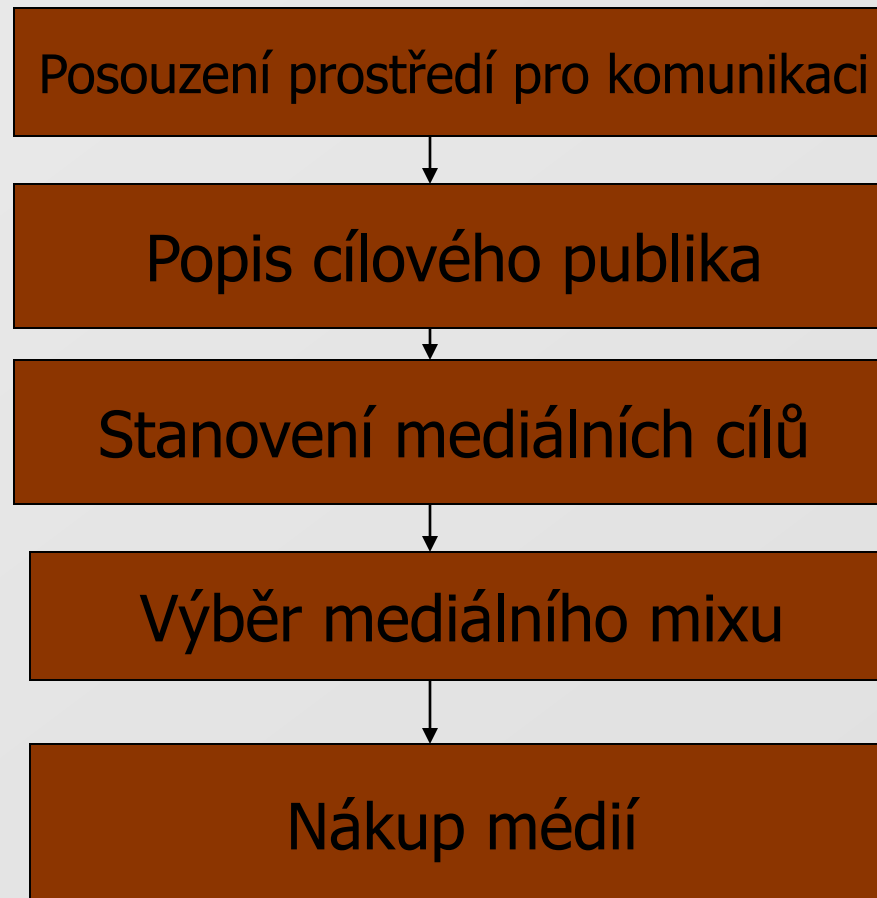 Posouzení prostředí pro komunikaci
Popis cílového publika
Stanovení mediálních cílů
Výběr mediálního mixu
Nákup médií